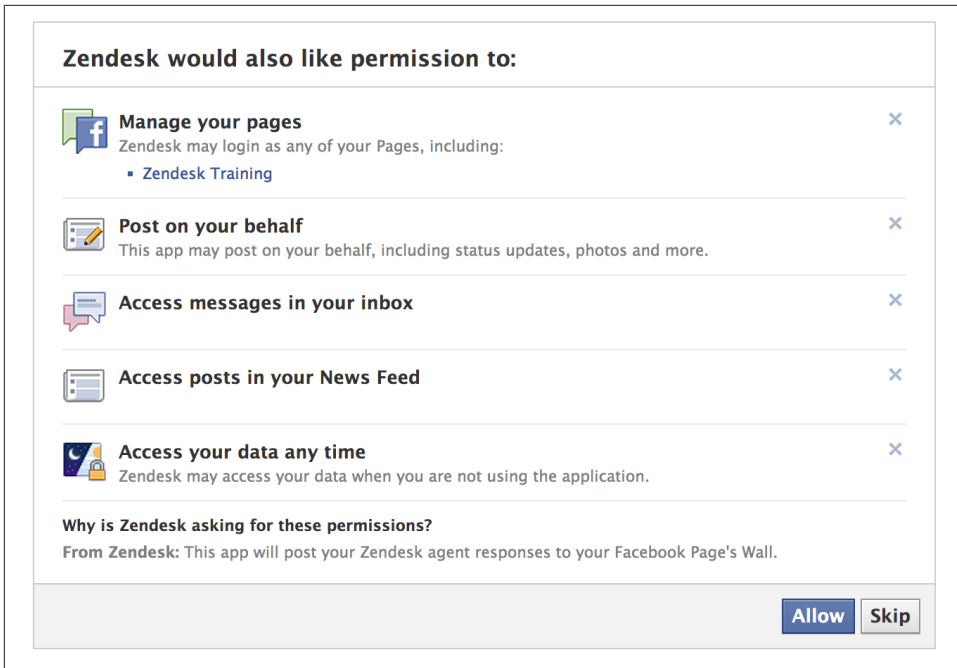 Zendesk would also like permission to:
Manage your pages
Zendesk may login as any of your Pages, including:
Zendesk Training
Post on your behalf
This app may post on your behalf, including status updates, photos and more.
Access messages in your inbox
Access posts in your News Feed
Access your data any time
Zendesk may access your data when you are not using the application.
Why is Zendesk asking for these permissions?
From Zendesk: This app will post your Zendesk agent responses to your Facebook Page's Wall.
Allow Skip